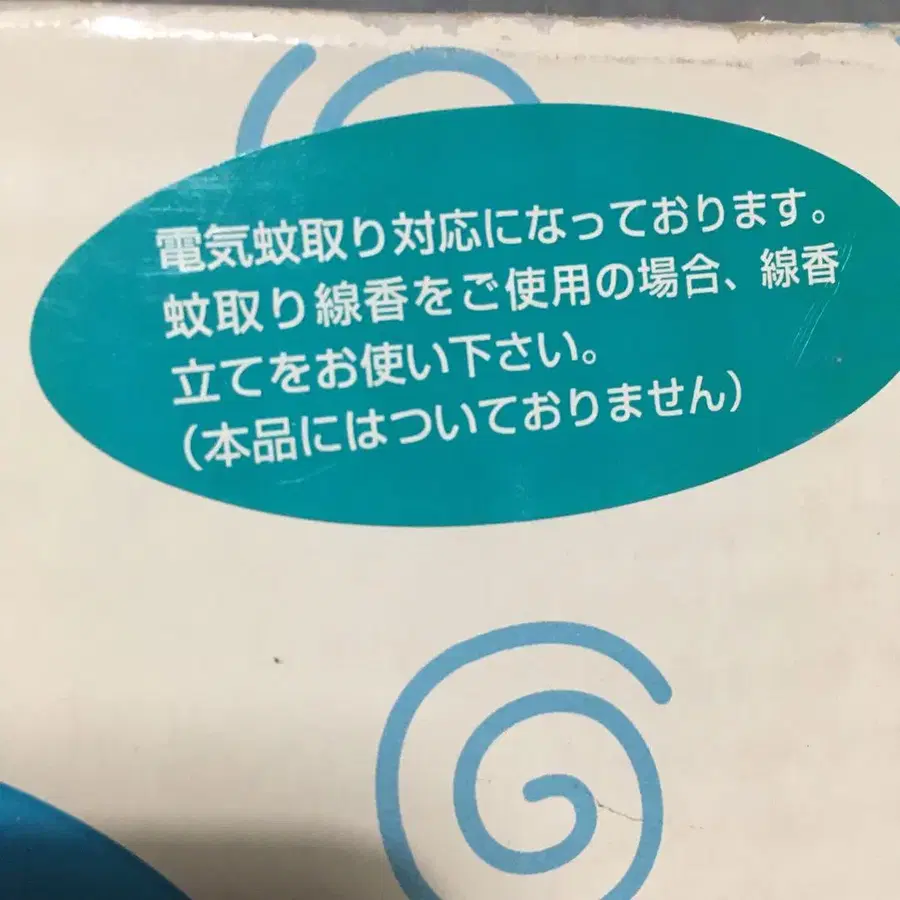 電気蚊取り対応になっております。
蚊取り線香をご使用の場合、線香
立てをお使い下さい。
（本品にはついておりません）